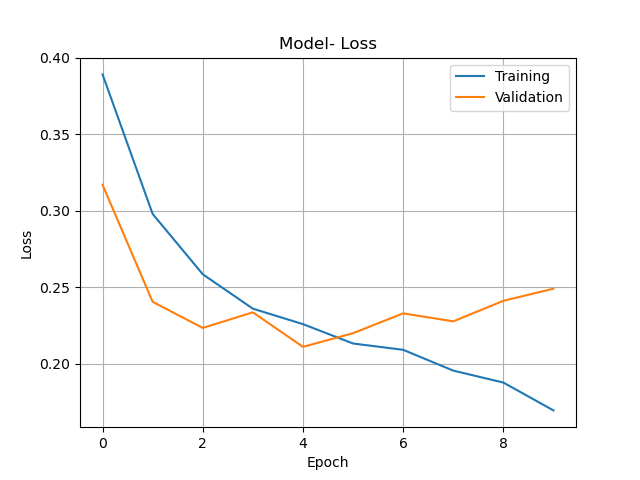 Model- Loss
0.40
0.35
0.30
0.25
0.20
Loss
Training
Validation
0 2 4 6 8
Epoch